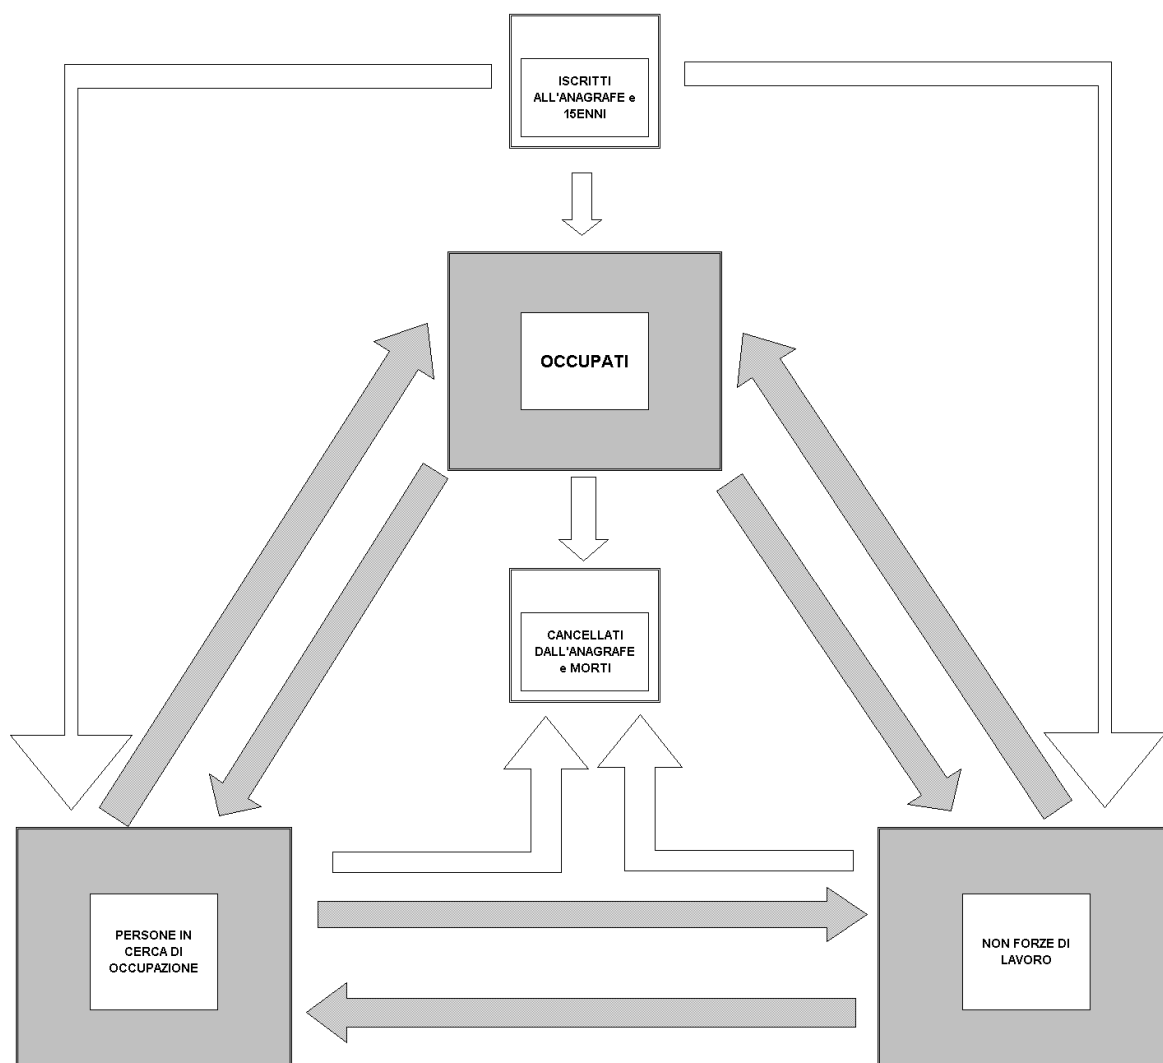 ISCRITTI
ALL'ANAGRAFE e
15ENNI
OCCUPATI
CANCELLATI
DALL'ANAGRAFE
e MORTI
PERSONE IN
CERCA DI
OCCUPAZIONE
NON FORZE DI
LAVORO